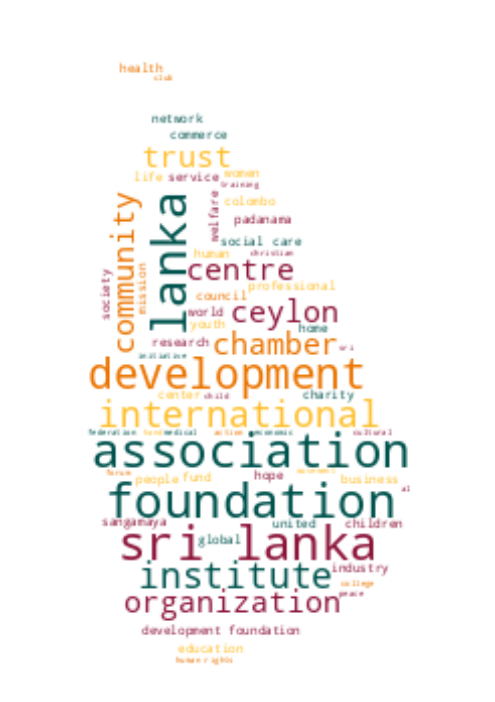 health
club
network
commerce
trust
life service women
training
community
lanka
welfare
colombo
padanama
social care
human christian
society
mission
centre
professional
council
world ceylon
youth home
research chamber sri
initiative
development
center child charity
international
federation fund medical action economic cultural
association
forum
people fund hope business
foundation
al
sangamaya united children
sri lanka
global
institute industry
college
organization peace
development foundation
education
human rights